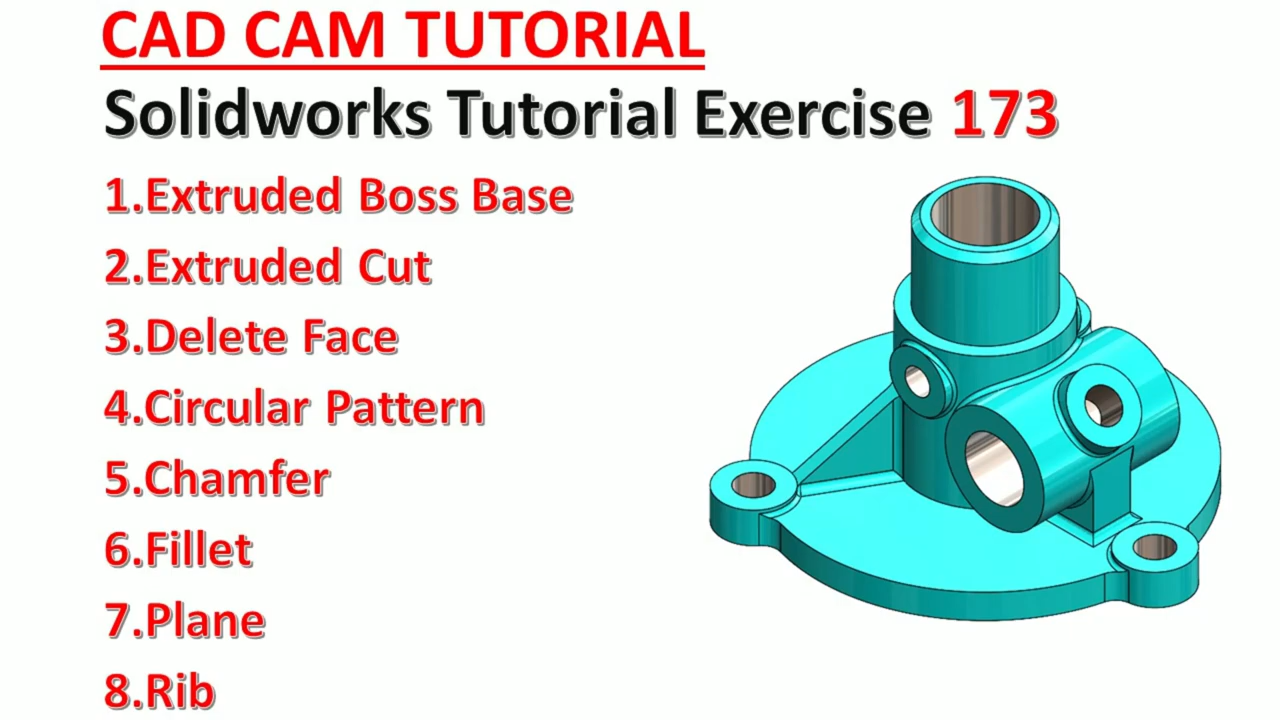 CAD CAM TUTORIAL
Solidworks Tutorial Exercise 173
1.Extruded Boss Base
2.Extruded Cut
3.Delete Face
4.Circular Pattern
5.Chamfer
6.Fillet
7.Plane
8.Rib